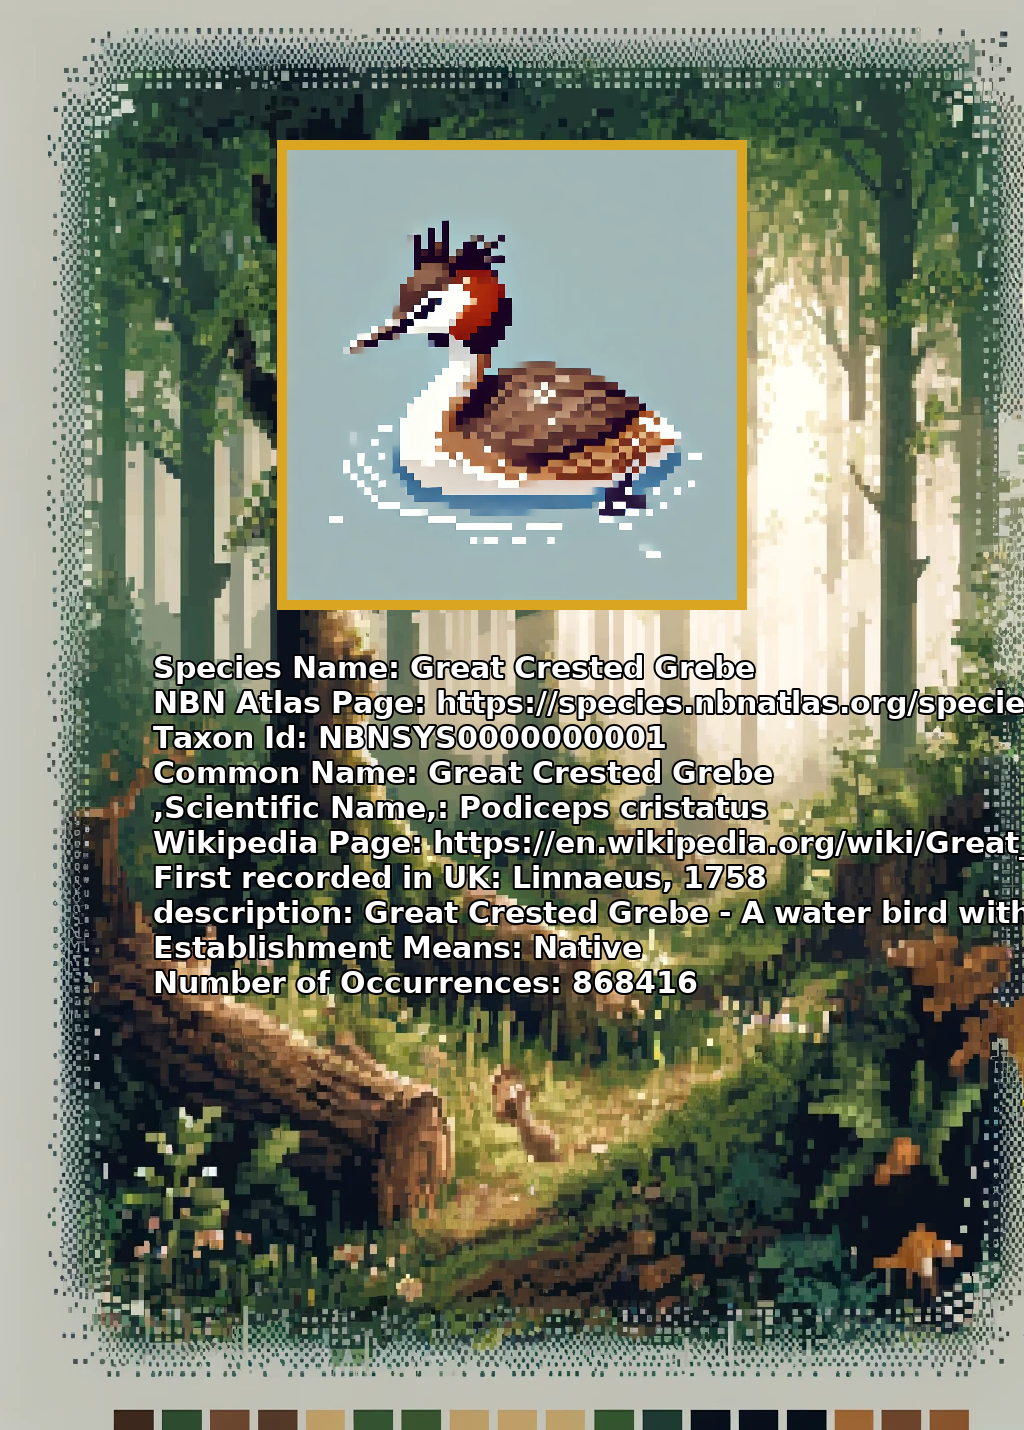 Species Name: Great Crested Grebe
NBN Atlas Page: https://species.nbnatlas.org/specie
Taxon Id: NBNSYS0000000001
Common Name: Great Crested Grebe
,Scientific Name,: Podiceps cristatus
Wikipedia Page: https://en.wikipedia.org/wiki/Great_
First recorded in UK: Linnaeus, 1758
description: Great Crested Grebe - A water bird with
Establishment Means: Native
Number of Occurrences: 868416